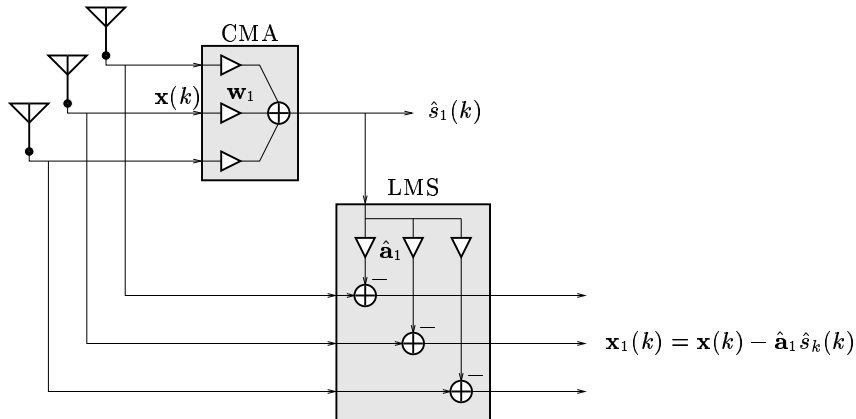 CMA
x(k)
w₁
ŝ₁(k)
LMS
â₁
−
−
x₁(k) = x(k) − â₁ŝₖ(k)
−